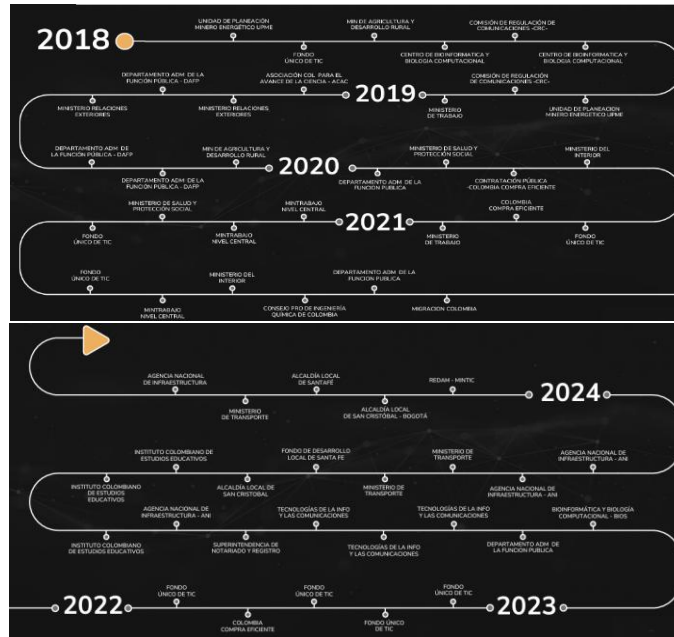 2018
UNIDAD DE PLANEACIÓN
MINERO ENERGÉTICO UPME
FONDO
ÚNICO DE TIC
MIN DE AGRICULTURA Y
DESARROLLO RURAL
CENTRO DE BIOINFORMATICA Y
BIOLOGIA COMPUTACIONAL
COMISIÓN DE REGULACIÓN DE
COMUNICACIONES -CRC-
CENTRO DE BIOINFORMATICA Y
BIOLOGIA COMPUTACIONAL
MINISTERIO RELACIONES
EXTERIORES
DEPARTAMENTO ADM DE LA
FUNCIÓN PÚBLICA - DAFP
MINISTERIO RELACIONES
EXTERIORES
ASOCIACIÓN COL PARA EL
AVANCE DE LA CIENCIA - ACAC
2019
MINISTERIO
DE TRABAJO
COMISIÓN DE REGULACIÓN
DE COMUNICACIONES -CRC-
UNIDAD DE PLANEACION
MINERO ENERGÉTICO UPME
DEPARTAMENTO ADM DE
LA FUNCIÓN PÚBLICA - DAFP
DEPARTAMENTO ADM DE LA
FUNCIÓN PÚBLICA - DAFP
MIN DE AGRICULTURA Y
DESARROLLO RURAL
2020
DEPARTAMENTO ADM DE LA
FUNCIÓN PUBLICA
MINISTERIO DE SALUD Y
PROTECCIÓN SOCIAL
CONTRATACIÓN PÚBLICA
-COLOMBIA COMPRA EFICIENTE
MINISTERIO DEL
INTERIOR
FONDO
ÚNICO DE TIC
MINISTERIO DE SALUD Y
PROTECCIÓN SOCIAL
MINTRABAJO
NIVEL CENTRAL
MINTRABAJO
NIVEL CENTRAL
2021
MINISTERIO
DE TRABAJO
COLOMBIA
COMPRA EFICIENTE
FONDO
ÚNICO DE TIC
FONDO
ÚNICO DE TIC
MINTRABAJO
NIVEL CENTRAL
MINISTERIO DEL
INTERIOR
CONSEJO PRO DE INGENIERÍA
QUÍMICA DE COLOMBIA
DEPARTAMENTO ADM DE LA
FUNCION PUBLICA
MIGRACION COLOMBIA
AGENCIA NACIONAL
DE INFRAESTRUCTURA
MINISTERIO
DE TRANSPORTE
ALCALDÍA LOCAL
DE SANTAFÉ
ALCALDÍA LOCAL
DE SAN CRISTÓBAL - BOGOTÁ
REDAM - MINTIC
2024
INSTITUTO COLOMBIANO
DE ESTUDIOS
EDUCATIVOS
INSTITUTO COLOMBIANO DE
ESTUDIOS EDUCATIVOS
ALCALDÍA LOCAL DE
SAN CRISTOBAL
FONDO DE DESARROLLO
LOCAL DE SANTA FE
MINISTERIO DE
TRANSPORTE
MINISTERIO DE
TRANSPORTE
AGENCIA NACIONAL DE
INFRAESTRUCTURA- ANI
AGENCIA NACIONAL DE
INFRAESTRUCTURA - ANI
INSTITUTO COLOMBIANO
DE ESTUDIOS EDUCATIVOS
AGENCIA NACIONAL DE
INFRAESTRUCTURA - ANI
SUPERINTENDENCIA DE
NOTARIADO Y REGISTRO
TECNOLOGÍAS DE LA INFO
Y LAS COMUNICACIONES
TECNOLOGÍAS DE LA INFO
Y LAS COMUNICACIONES
TECNOLOGÍAS DE LA INFO
Y LAS COMUNICACIONES
DEPARTAMENTO ADM DE
LA FUNCION PUBLICA
BIOINFORMÁTICA Y BIOLOGÍA
COMPUTACIONAL - BIOS
2022
FONDO
ÚNICO DE TIC
COLOMBIA
COMPRA EFICIENTE
FONDO
ÚNICO DE TIC
FONDO ÚNICO
DE TIC
FONDO
ÚNICO DE TIC
2023